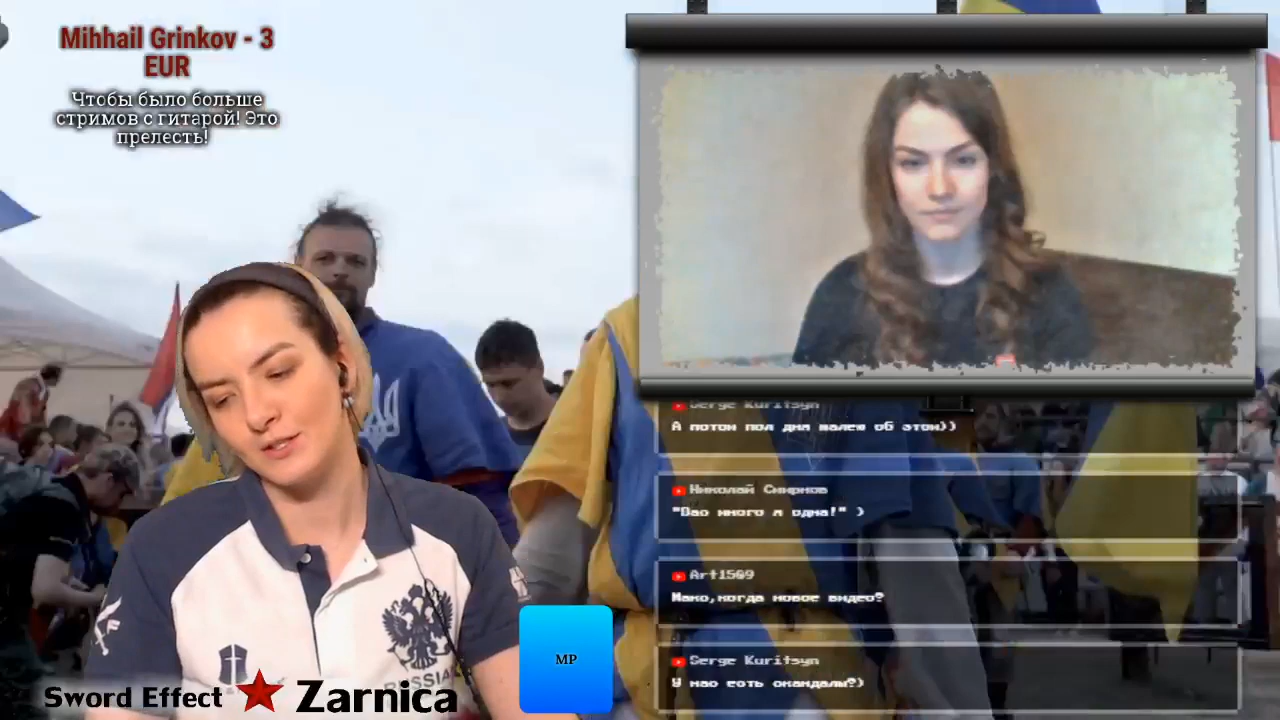 Mihhail Grinkov - 3
EUR
Чтобы было больше
стримов с гитарой! Это
прелесть!
Serge Kuritsyn
А потом пол дня жалею об этом))
Николай Смирнов
"Вас много я одна!" )
Art1509
Мако,когда новое видео?
Serge Kuritsyn
У нас есть скандалы?)
MP
RUSSIA
Sword Effect Zarnica